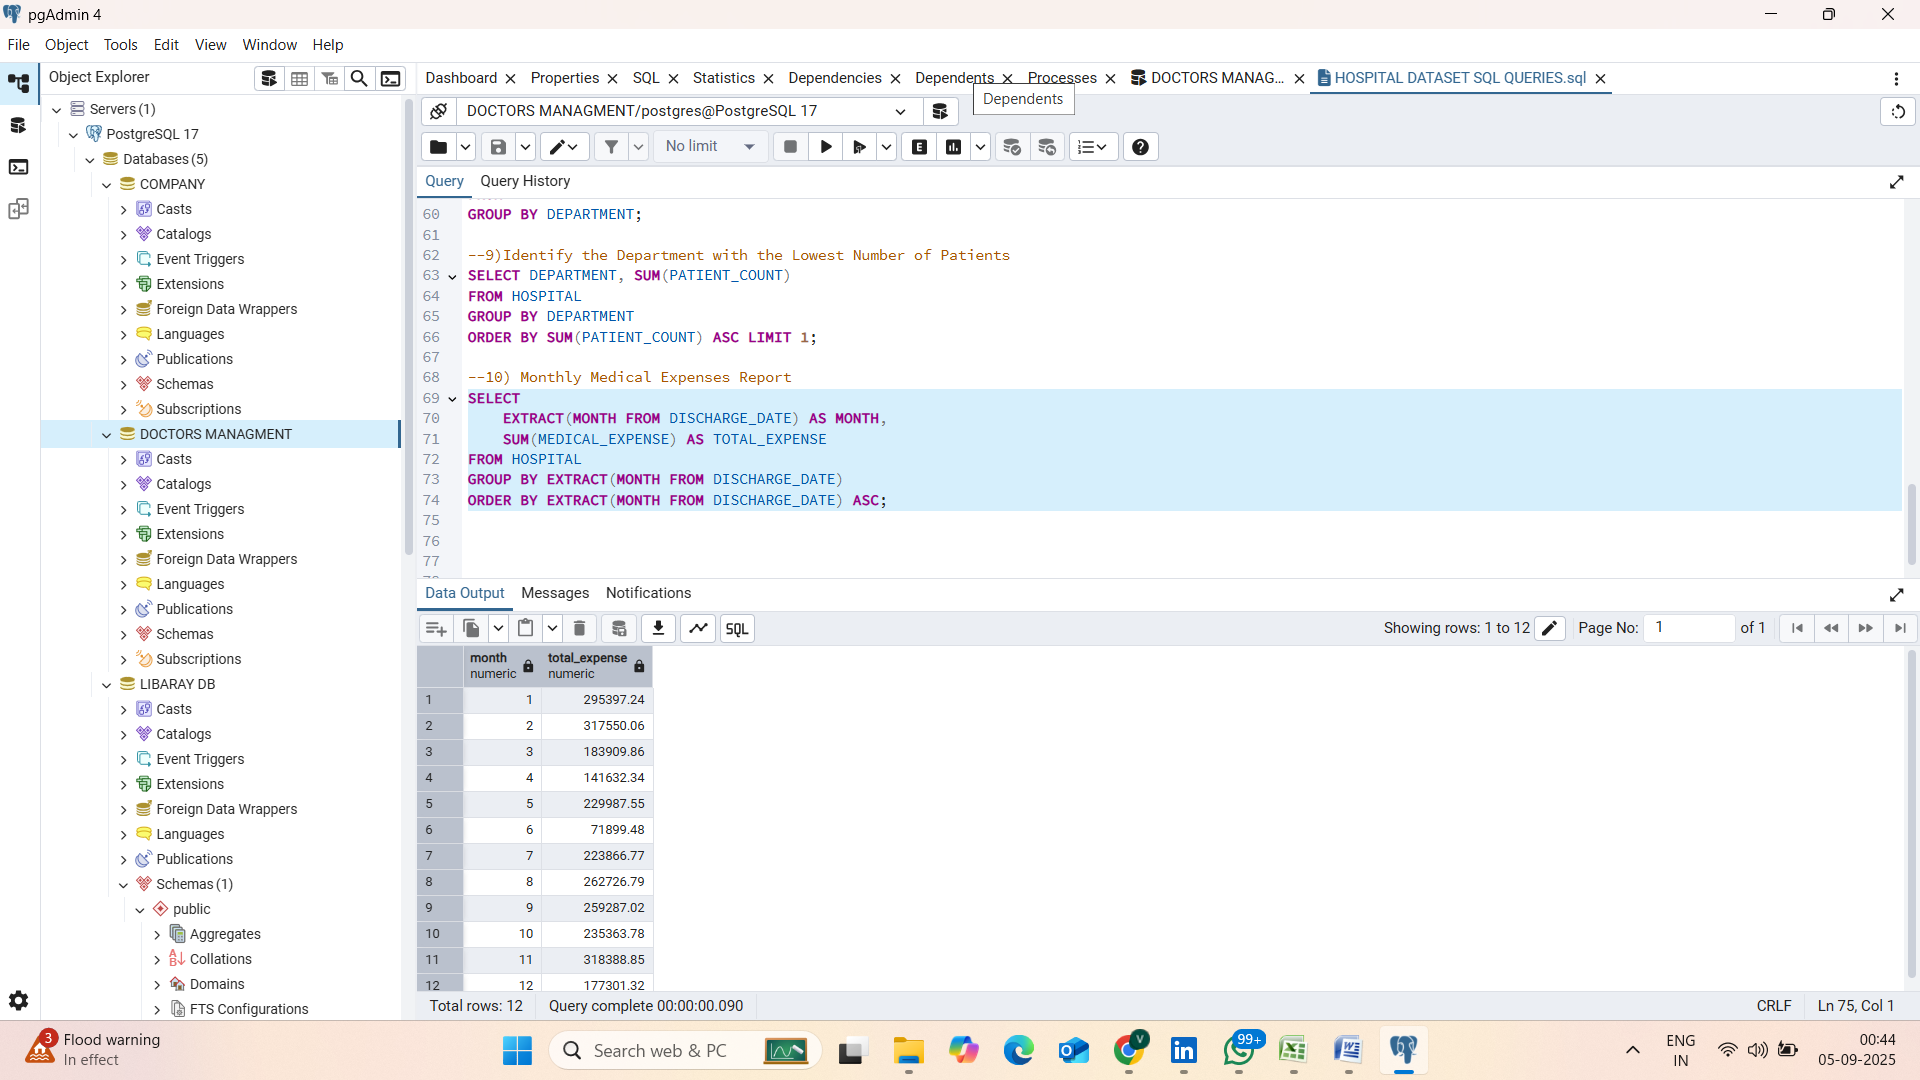 pgAdmin 4
File Object Tools Edit View Window Help
Object Explorer
Dashboard Properties SQL Statistics Dependencies Dependents Processes DOCTORS MANAG... HOSPITAL DATASET SQL QUERIES.sql
Dependents
DOCTORS MANAGMENT/postgres@PostgreSQL 17
No limit
E
Query Query History
Servers (1)
PostgreSQL 17
Databases (5)
COMPANY
Casts
Catalogs
Event Triggers
Extensions
Foreign Data Wrappers
Languages
Publications
Schemas
Subscriptions
DOCTORS MANAGMENT
Casts
Catalogs
Event Triggers
Extensions
Foreign Data Wrappers
Languages
Publications
Schemas
Subscriptions
LIBARAY DB
Casts
Catalogs
Event Triggers
Extensions
Foreign Data Wrappers
Languages
Publications
Schemas (1)
public
Aggregates
Collations
Domains
FTS Configurations
60 GROUP BY DEPARTMENT;
61
62 --9)Identify the Department with the Lowest Number of Patients
63 SELECT DEPARTMENT, SUM(PATIENT_COUNT)
64 FROM HOSPITAL
65 GROUP BY DEPARTMENT
66 ORDER BY SUM(PATIENT_COUNT) ASC LIMIT 1;
67
68 --10) Monthly Medical Expenses Report
69 SELECT
70 EXTRACT(MONTH FROM DISCHARGE_DATE) AS MONTH,
71 SUM(MEDICAL_EXPENSE) AS TOTAL_EXPENSE
72 FROM HOSPITAL
73 GROUP BY EXTRACT(MONTH FROM DISCHARGE_DATE)
74 ORDER BY EXTRACT(MONTH FROM DISCHARGE_DATE) ASC;
75
76
77
Data Output Messages Notifications
SQL
Showing rows: 1 to 12 Page No: 1 of 1
month total_expense
numeric numeric
1 1 295397.24
2 2 317550.06
3 3 183909.86
4 4 141632.34
5 5 229987.55
6 6 71899.48
7 7 223866.77
8 8 262726.79
9 9 259287.02
10 10 235363.78
11 11 318388.85
12 12 177301.32
Total rows: 12 Query complete 00:00:00.090 CRLF Ln 75, Col 1
3
Flood warning
In effect
Search web & PC
V
99+
ENG
IN
00:44
05-09-2025